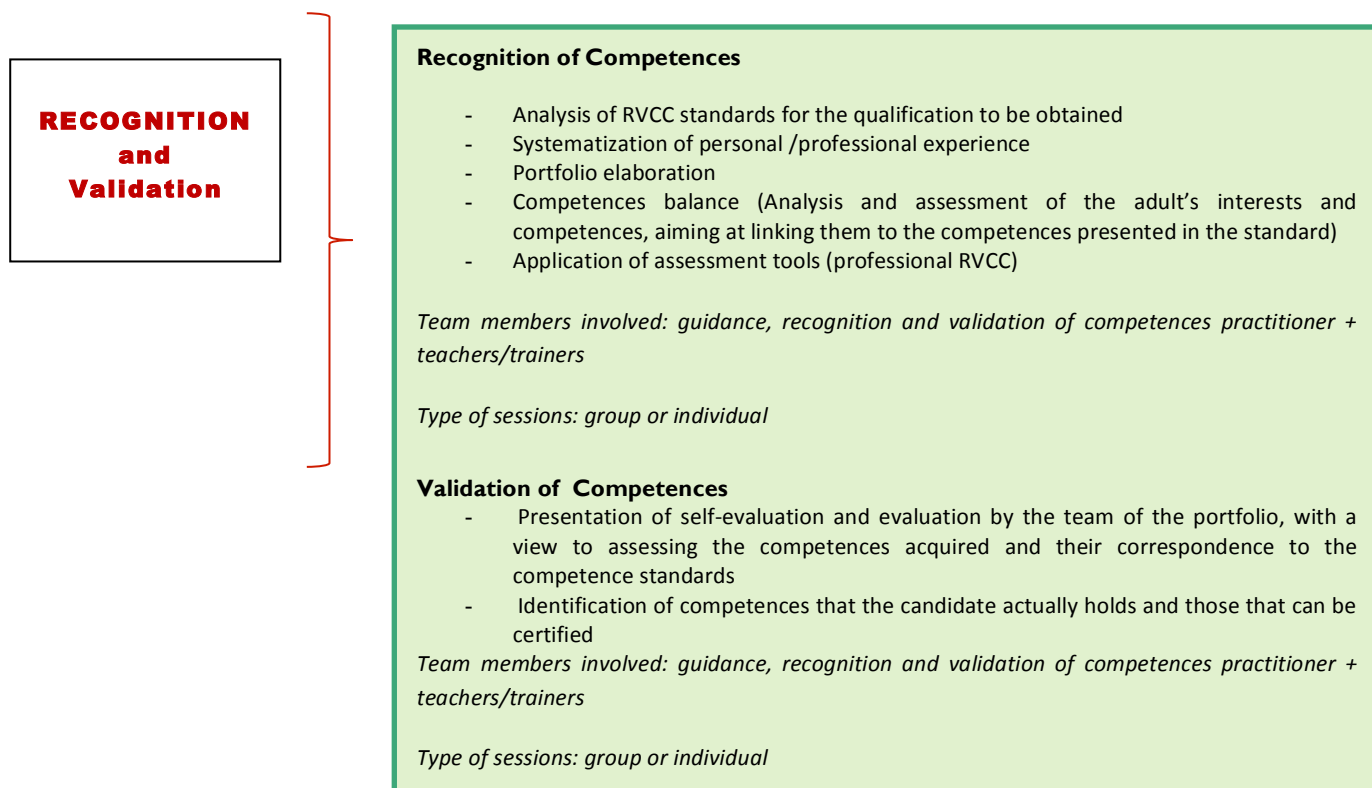 RECOGNITION
and
Validation
Recognition of Competences
- Analysis of RVCC standards for the qualification to be obtained
- Systematization of personal /professional experience
- Portfolio elaboration
- Competences balance (Analysis and assessment of the adult’s interests and
competences, aiming at linking them to the competences presented in the standard)
- Application of assessment tools (professional RVCC)
Team members involved: guidance, recognition and validation of competences practitioner +
teachers/trainers
Type of sessions: group or individual
Validation of Competences
- Presentation of self-evaluation and evaluation by the team of the portfolio, with a
view to assessing the competences acquired and their correspondence to the
competence standards
- Identification of competences that the candidate actually holds and those that can be
certified
Team members involved: guidance, recognition and validation of competences practitioner +
teachers/trainers
Type of sessions: group or individual